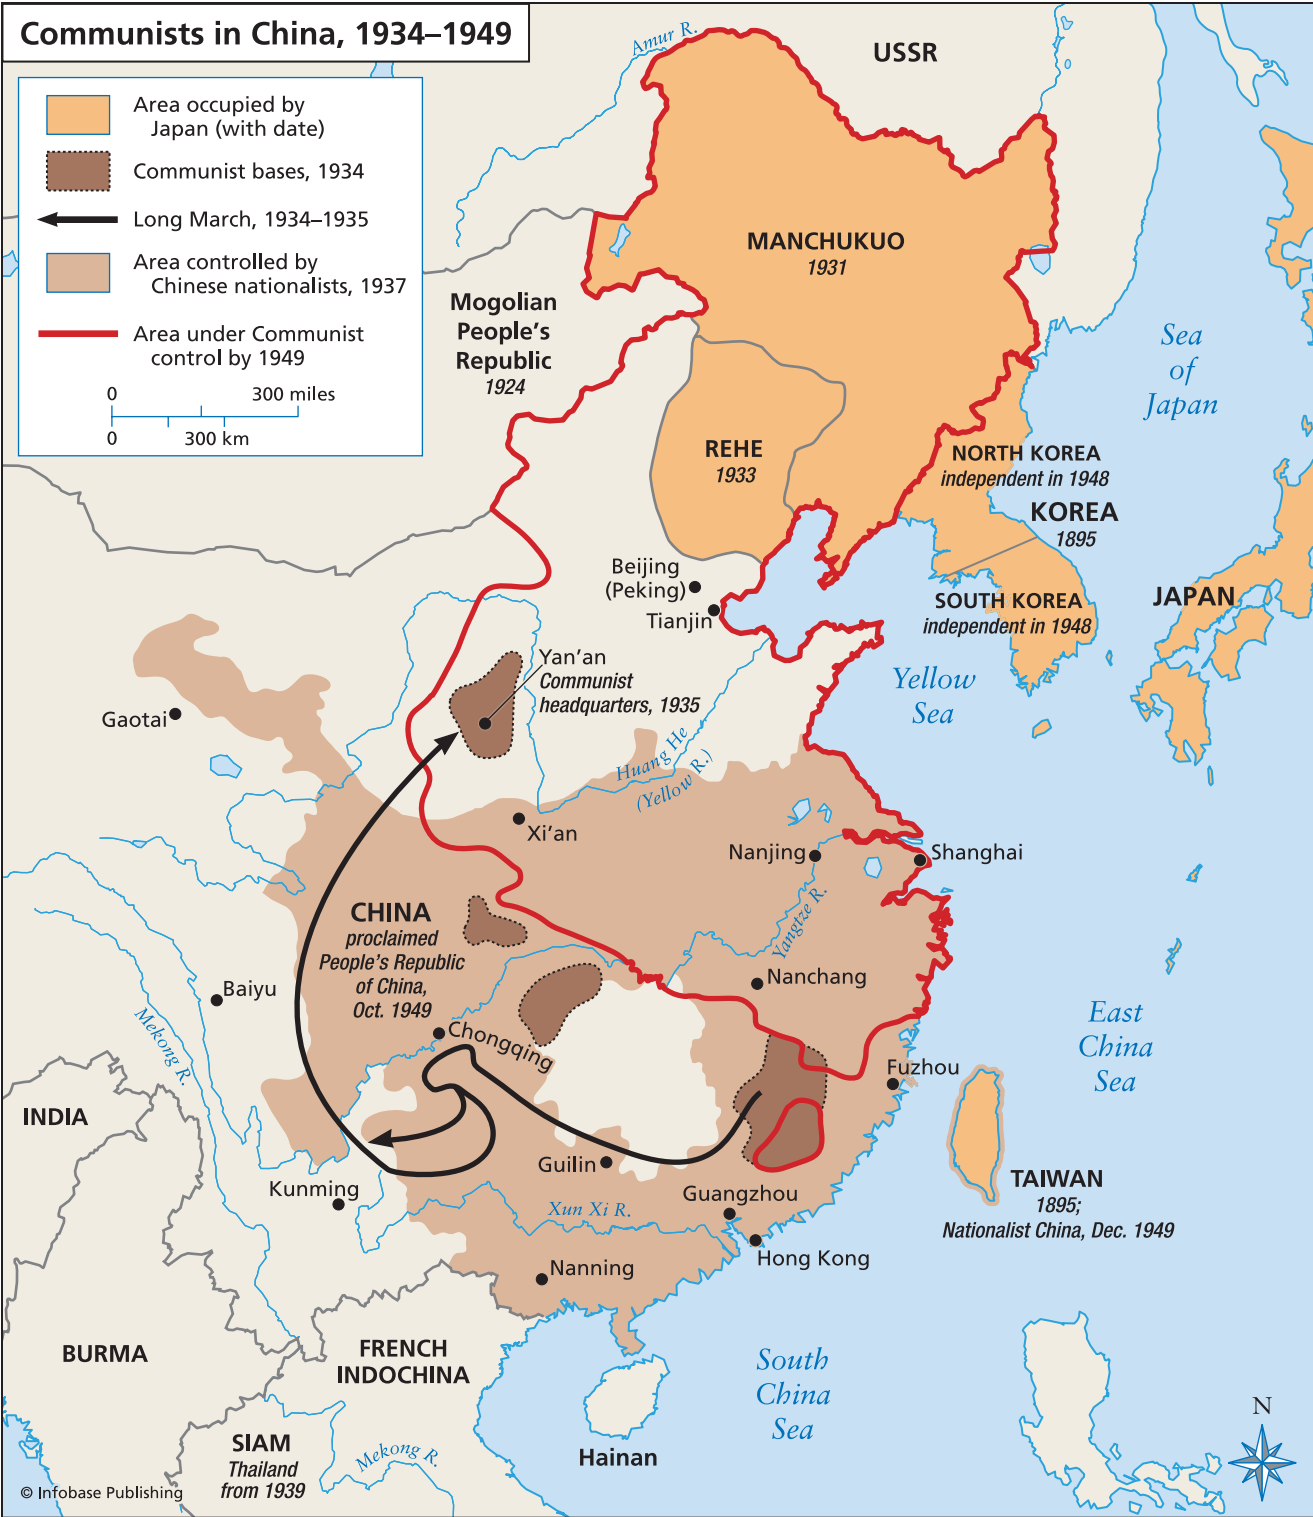 Communists in China, 1934–1949
Area occupied by
Japan (with date)
Communist bases, 1934
Long March, 1934–1935
Area controlled by
Chinese nationalists, 1937
Area under Communist
control by 1949
0 300 miles
0 300 km
Amur R.
USSR
MANCHUKUO
1931
Mogolian
People's
Republic
1924
Sea
of
Japan
REHE
1933
NORTH KOREA
independent in 1948
KOREA
1895
SOUTH KOREA
independent in 1948
JAPAN
Beijing
(Peking)
Tianjin
Yan'an
Communist
headquarters, 1935
Yellow
Sea
Gaotai
Huang He
(Yellow R.)
Xi'an
Nanjing
Shanghai
Yangtze R.
CHINA
proclaimed
People's Republic
of China,
Oct. 1949
Nanchang
Baiyu
Mekong R.
Chongqing
East
China
Sea
Fuzhou
INDIA
Guilin
Kunming
Guangzhou
Xun Xi R.
TAIWAN
1895;
Nationalist China, Dec. 1949
Hong Kong
Nanning
BURMA
FRENCH
INDOCHINA
South
China
Sea
Hainan
SIAM
Thailand
from 1939
Mekong R.
N
© Infobase Publishing